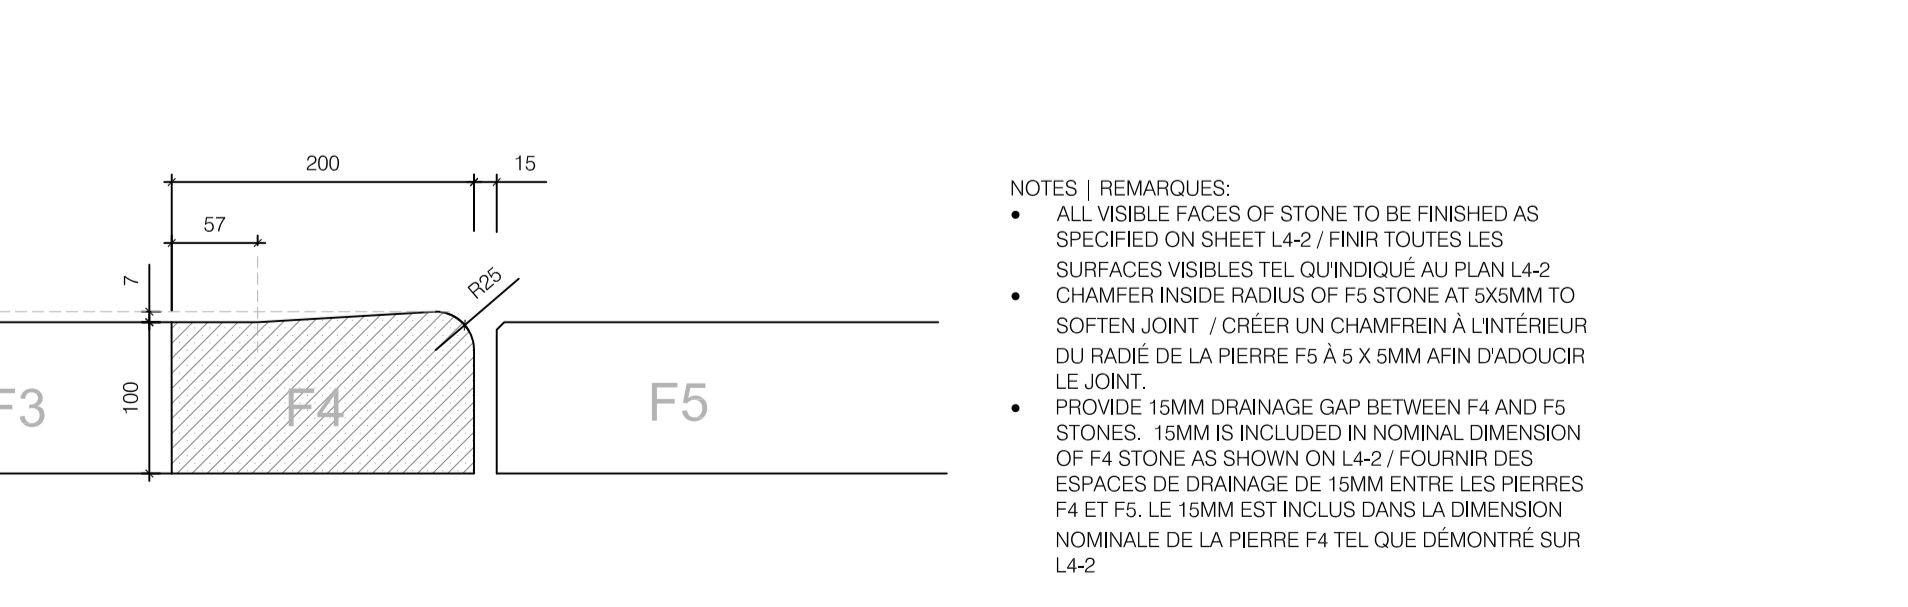 200
15
57
7
R25
100
F3
F4
F5
NOTES | REMARQUES:
• ALL VISIBLE FACES OF STONE TO BE FINISHED AS
SPECIFIED ON SHEET L4-2 / FINIR TOUTES LES
SURFACES VISIBLES TEL QU'INDIQUÉ AU PLAN L4-2
• CHAMFER INSIDE RADIUS OF F5 STONE AT 5X5MM TO
SOFTEN JOINT / CRÉER UN CHAMFREIN À L'INTÉRIEUR
DU RADIÉ DE LA PIERRE F5 À 5 X 5MM AFIN D'ADOUCIR
LE JOINT.
• PROVIDE 15MM DRAINAGE GAP BETWEEN F4 AND F5
STONES. 15MM IS INCLUDED IN NOMINAL DIMENSION
OF F4 STONE AS SHOWN ON L4-2 / FOURNIR DES
ESPACES DE DRAINAGE DE 15MM ENTRE LES PIERRES
F4 ET F5. LE 15MM EST INCLUS DANS LA DIMENSION
NOMINALE DE LA PIERRE F4 TEL QUE DÉMONTRÉ SUR
L4-2